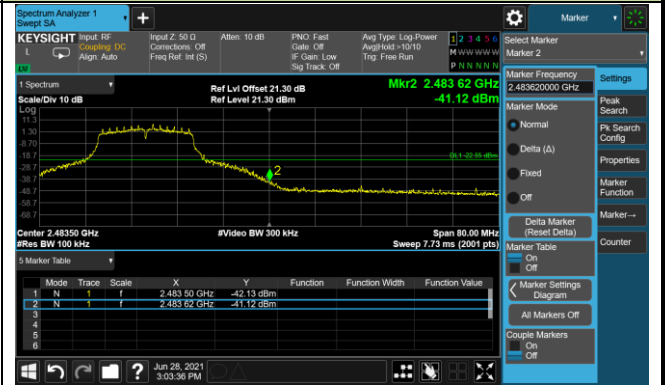 Spectrum Analyzer 1
Swept SA
Marker
KEYSIGHT
L
Input: RF
Coupling: DC
Align: Auto
Input Z: 50 Ω
Corrections: Off
Freq Ref: Int (S)
Atten: 10 dB
PNO: Fast
Gate: Off
IF Gain: Low
Sig Track: Off
Avg Type: Log-Power
Avg|Hold:>10/10
Trig: Free Run
1 2 3 4 5 6
M W W W W W
P N N N N N
Select Marker
Marker 2
1 Spectrum
Scale/Div 10 dB
Log
Ref Lvl Offset 21.30 dB
Ref Level 21.30 dBm
Mkr2 2.483 62 GHz
-41.12 dBm
11.3
1.30
-8.70
-18.7
-28.7
-38.7
-48.7
-58.7
-68.7
DL1 -22.55 dBm
2
Center 2.48350 GHz
#Res BW 100 kHz
#Video BW 300 kHz
Span 80.00 MHz
Sweep 7.73 ms (2001 pts)
5 Marker Table
Mode Trace Scale X Y Function Function Width Function Value
1 N 1 f 2.483 50 GHz -42.13 dBm
2 N 1 f 2.483 62 GHz -41.12 dBm
3
4
5
6
Marker Frequency
2.483620000 GHz
Marker Mode
Normal
Delta (Δ)
Fixed
Off
Delta Marker
(Reset Delta)
Marker Table
On
Off
Marker Settings
Diagram
All Markers Off
Couple Markers
On
Off
Settings
Peak
Search
Pk Search
Config
Properties
Marker
Function
Marker→
Counter
?
Jun 28, 2021
3:03:36 PM